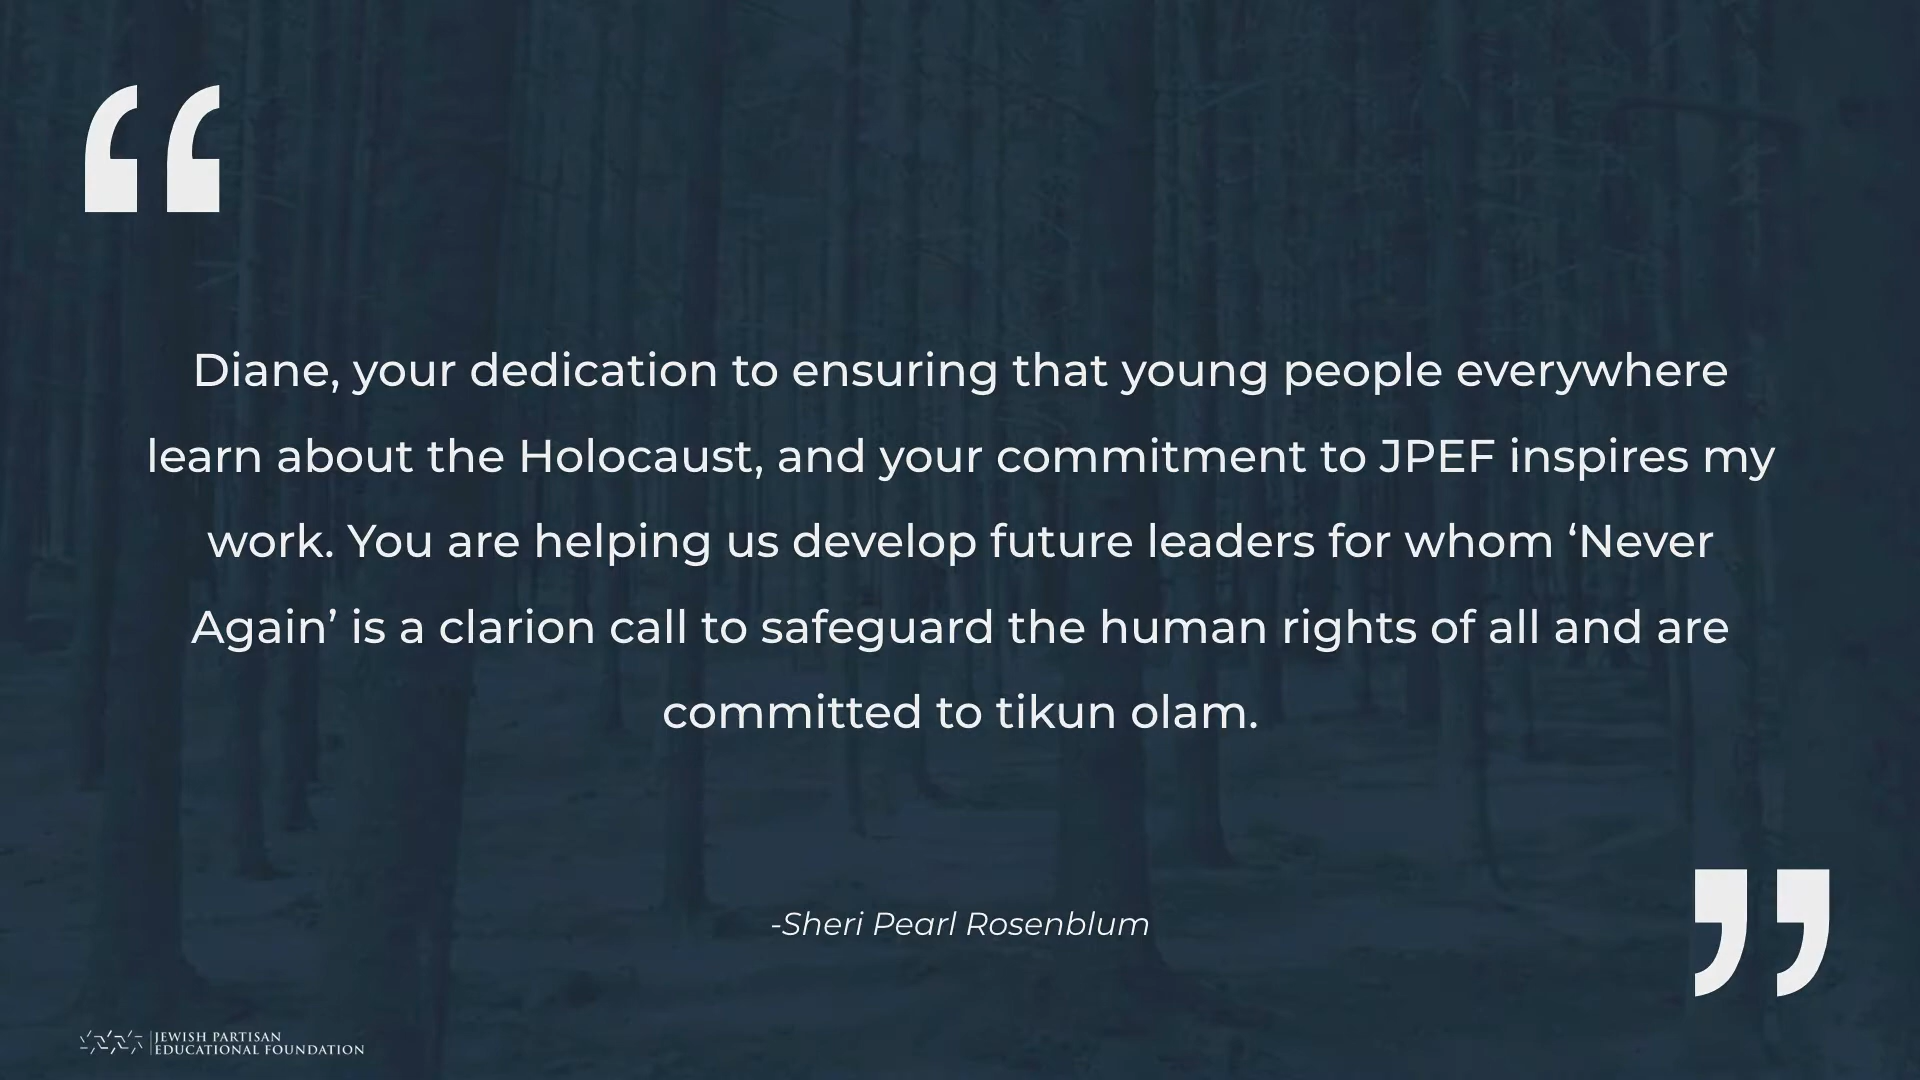 “
Diane, your dedication to ensuring that young people everywhere
learn about the Holocaust, and your commitment to JPEF inspires my
work. You are helping us develop future leaders for whom ‘Never
Again’ is a clarion call to safeguard the human rights of all and are
committed to tikun olam.
-Sheri Pearl Rosenblum
”
JEWISH PARTISAN
EDUCATIONAL FOUNDATION